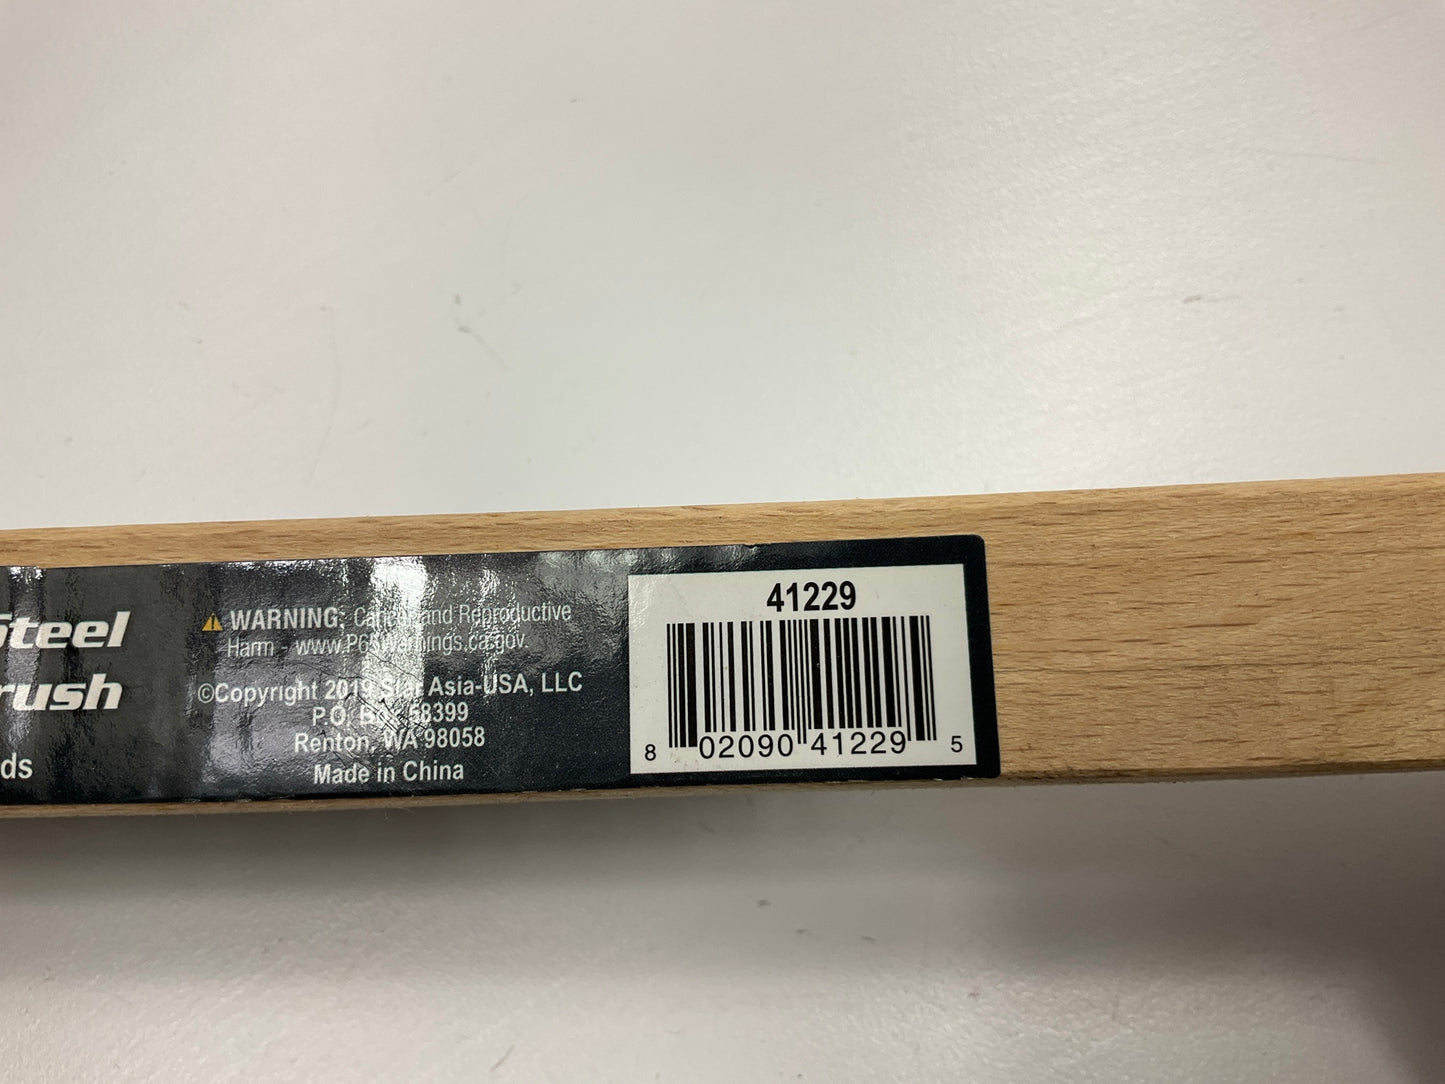 Steel
rush
ds
WARNING: Cancer and Reproductive
Harm - www.P65Warnings.ca.gov.
©Copyright 2019 Star Asia-USA, LLC
P.O. Box 58399
Renton, WA 98058
Made in China
41229
8 02090 41229 5